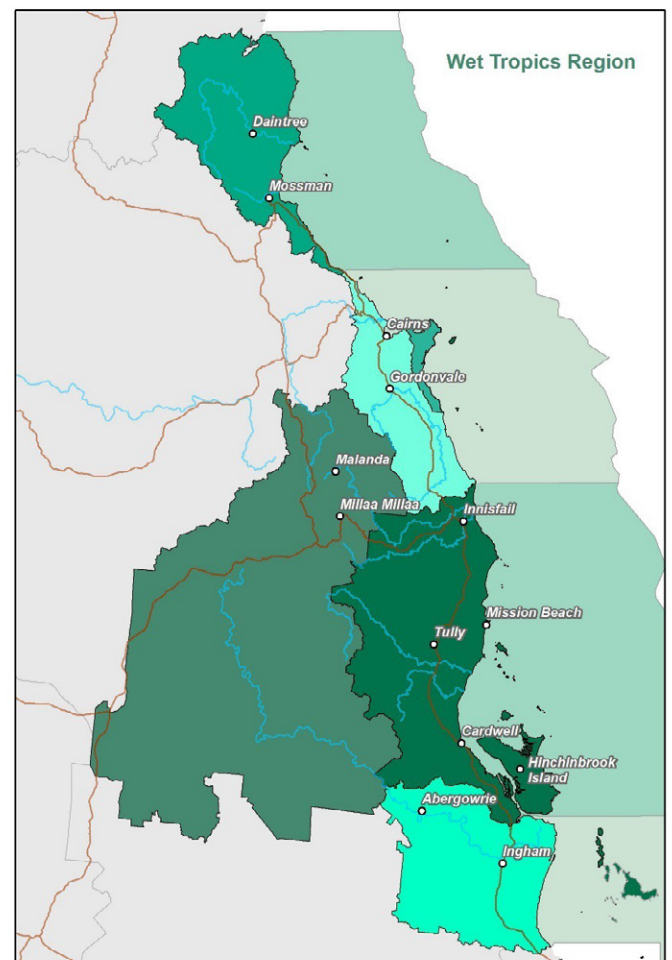 Wet Tropics Region
Daintree
Mossman
Cairns
Gordonvale
Malanda
Millaa Millaa
Innisfail
Mission Beach
Tully
Cardwell
Hinchinbrook
Island
Abergowrie
Ingham